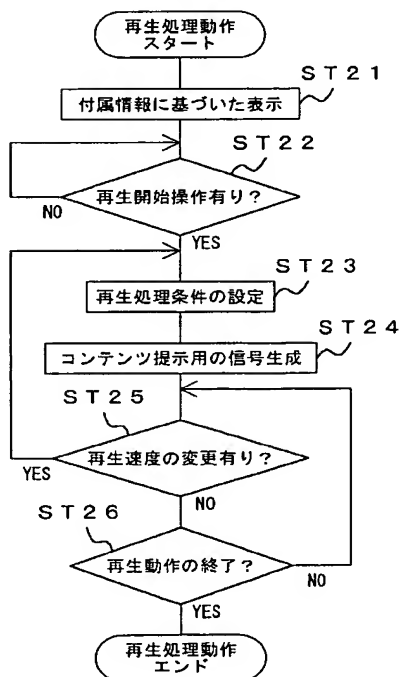 再生処理動作
スタート
ST21
付属情報に基づいた表示
ST22
再生開始操作有り？
NO
YES
ST23
再生処理条件の設定
ST24
コンテンツ提示用の信号生成
ST25
再生速度の変更有り？
YES
NO
ST26
再生動作の終了？
NO
YES
再生処理動作
エンド